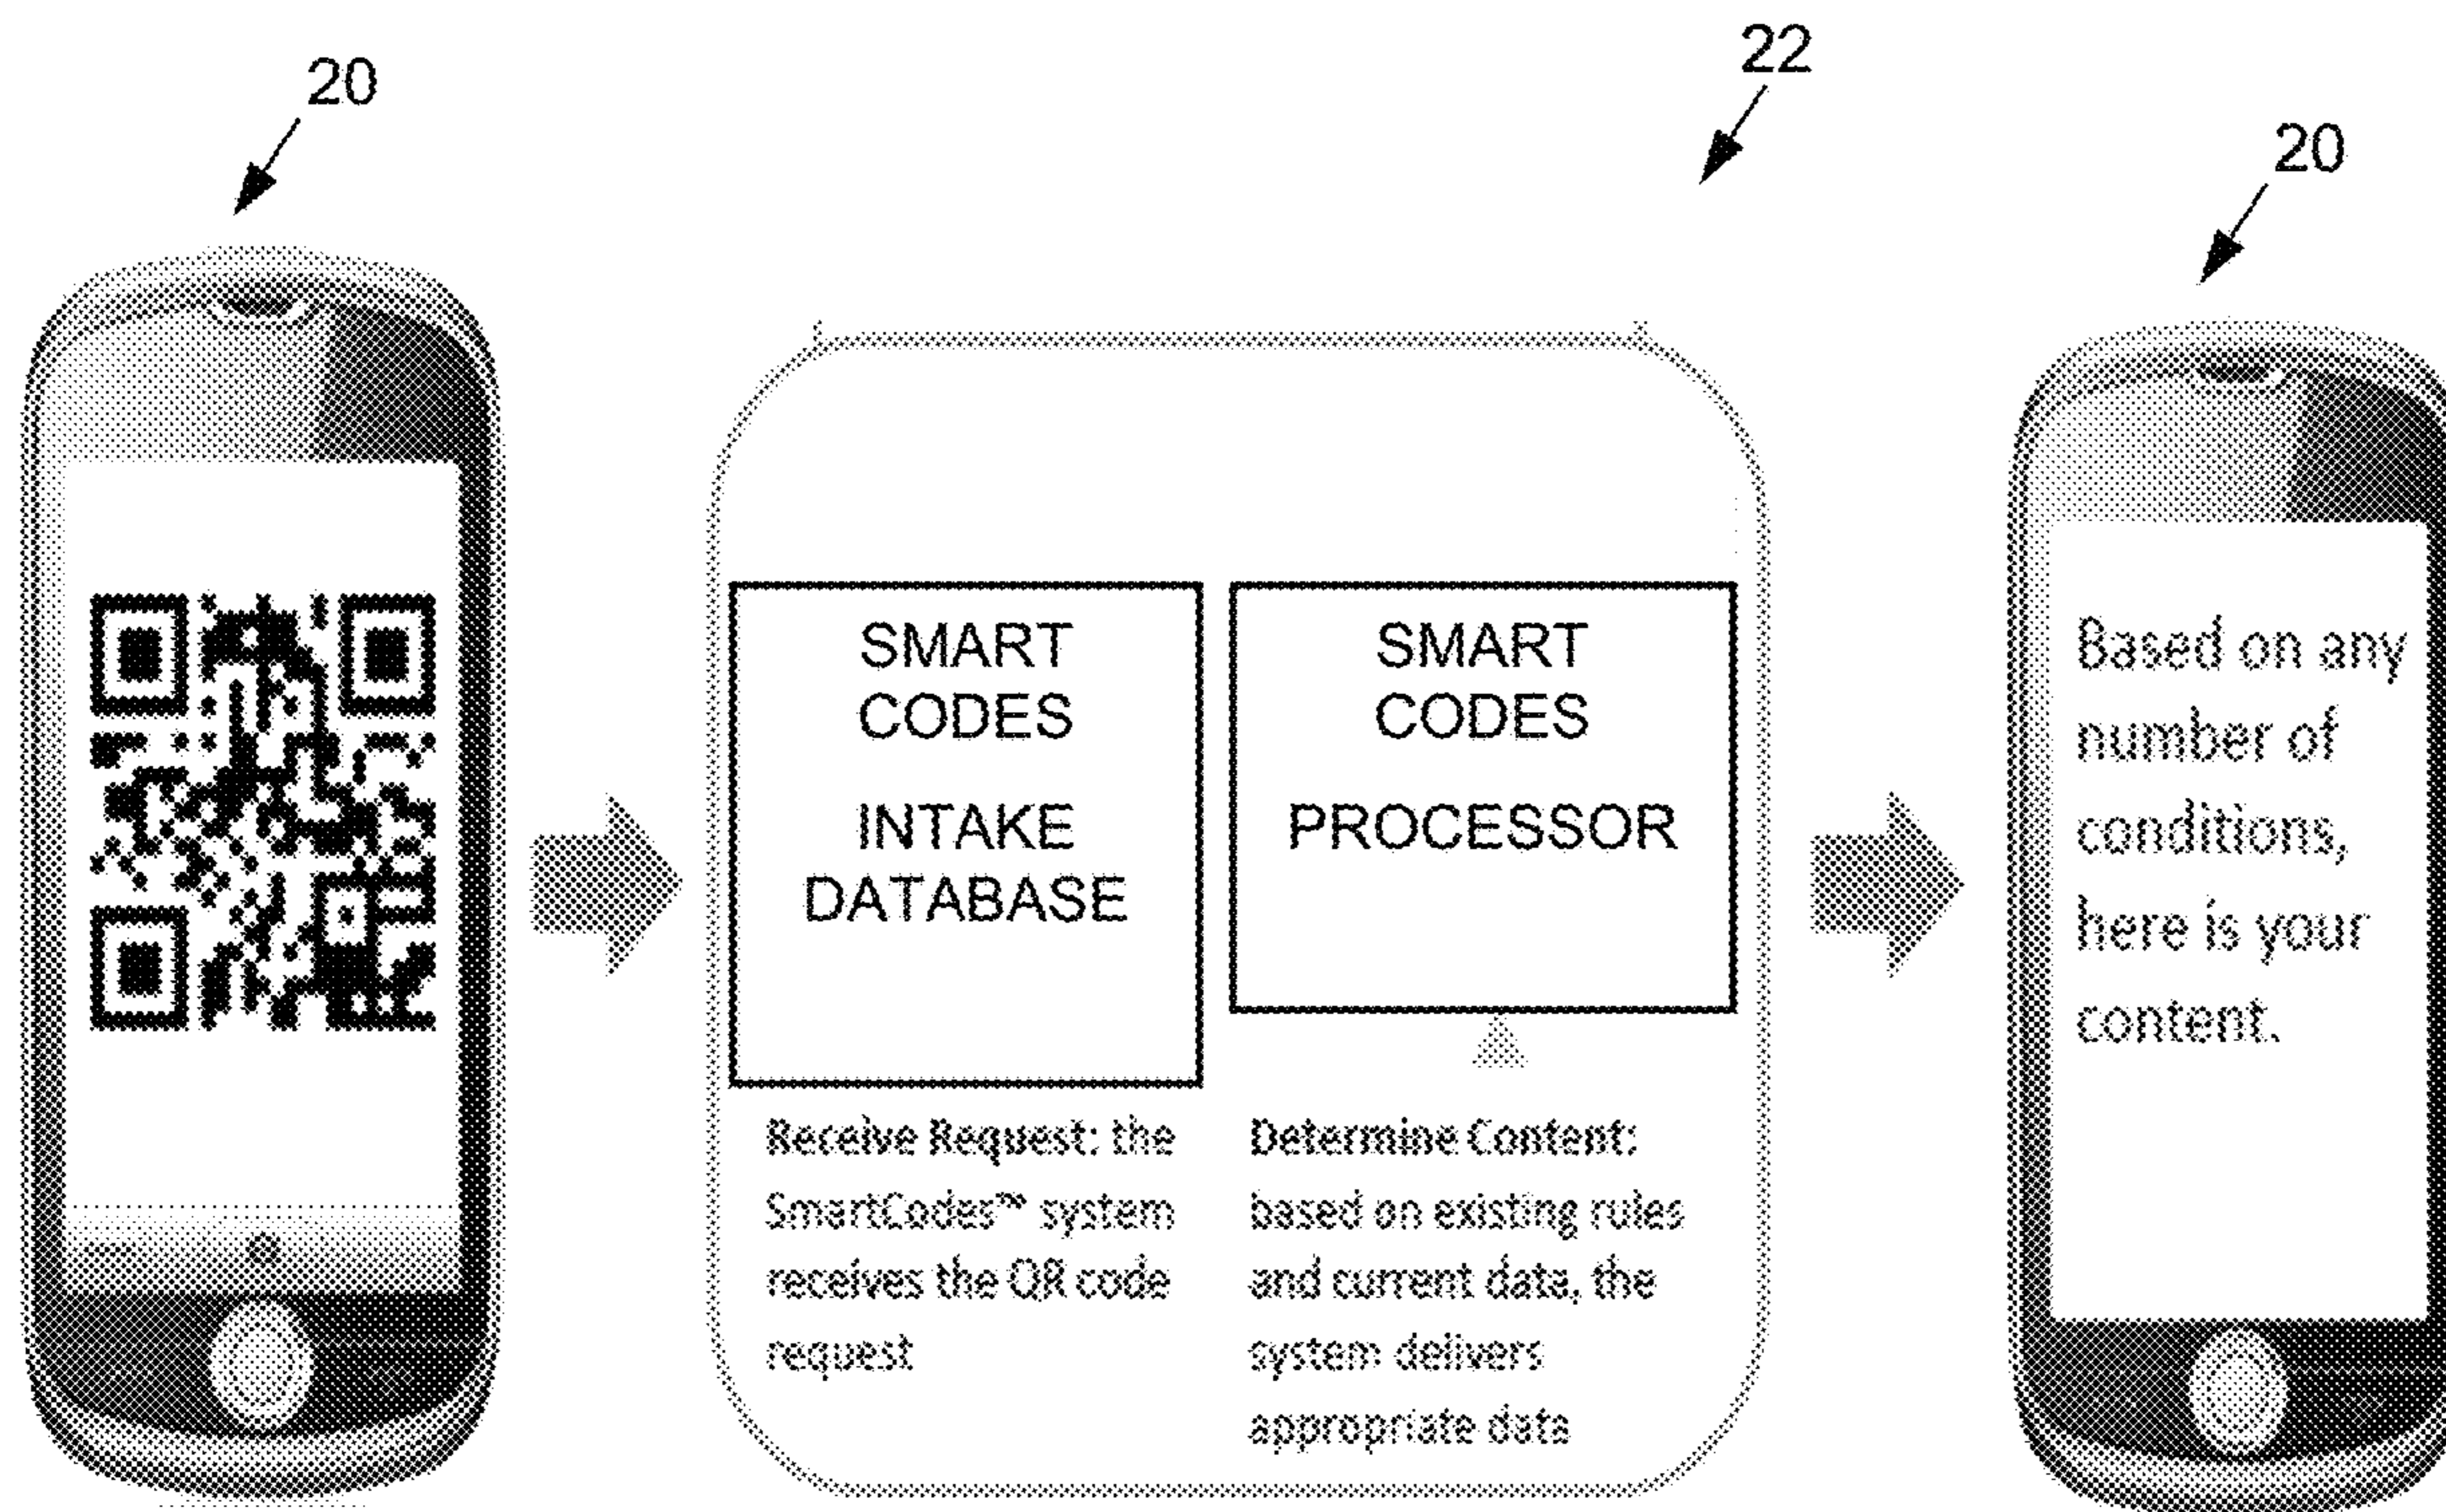 20
22
20
SMART
CODES
INTAKE
DATABASE
Receive Request: the
SmartCodes™ system
receives the QR code
request
SMART
CODES
PROCESSOR
Determine Content:
based on existing rules
and current data, the
system delivers
appropriate data
Based on any
number of
conditions,
here is your
content.